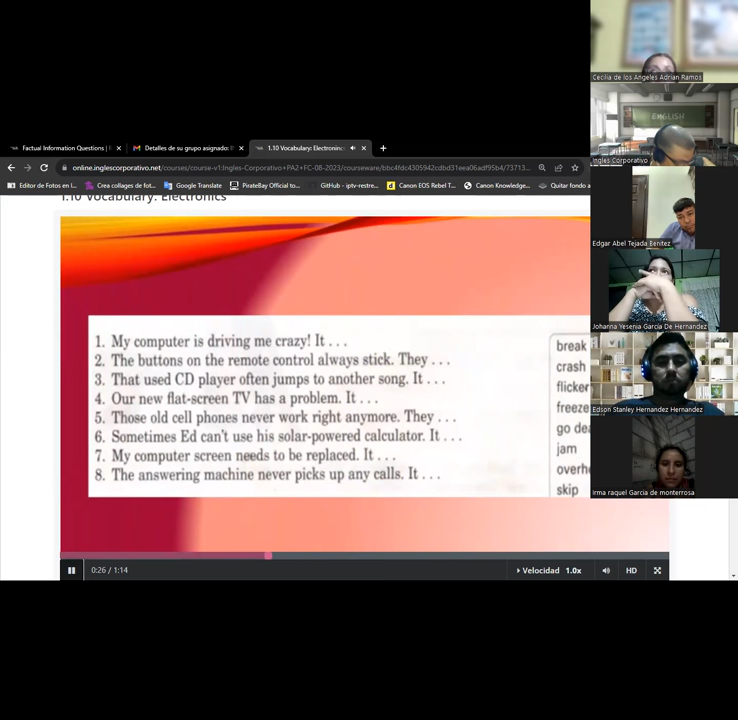 Factual Information Questions |
Detalles de su grupo asignado:
1.10 Vocabulary: Electronics
online.inglescorporativo.net/courses/course-v1:Ingles-Corporativo+PA2+FC-08-2023/courseware/
Editor de Fotos en l...
Crea collages de fot...
Google Translate
PirateBay Official to...
GitHub - iptv-restre...
Canon EOS Rebel T...
Canon Knowledge...
Quitar fondo a
1.10 Vocabulary: Electronics
1. My computer is driving me crazy! It . . .
2. The buttons on the remote control always stick. They . . .
3. That used CD player often jumps to another song. It . . .
4. Our new flat-screen TV has a problem. It . . .
5. Those old cell phones never work right anymore. They . . .
6. Sometimes Ed can't use his solar-powered calculator. It . . .
7. My computer screen needs to be replaced. It . . .
8. The answering machine never picks up any calls. It . . .
break
crash
flicker
freeze
go de
jam
overh
skip
0:26 / 1:14
Velocidad 1.0x
HD
Cecilia de los Angeles Adrian Ramos
ENGLISH
Ingles Corporativo
Edgar Abel Tejada Benitez
Johanna Yesenia Garcia De Hernandez
Edson Stanley Hernandez Hernandez
Irma raquel Garcia de monterrosa